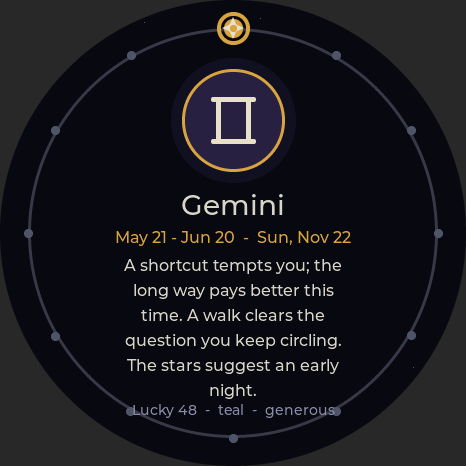 Gemini
May 21 - Jun 20 - Sun, Nov 22
A shortcut tempts you; the
long way pays better this
time. A walk clears the
question you keep circling.
The stars suggest an early
night.
Lucky 48 - teal - generous